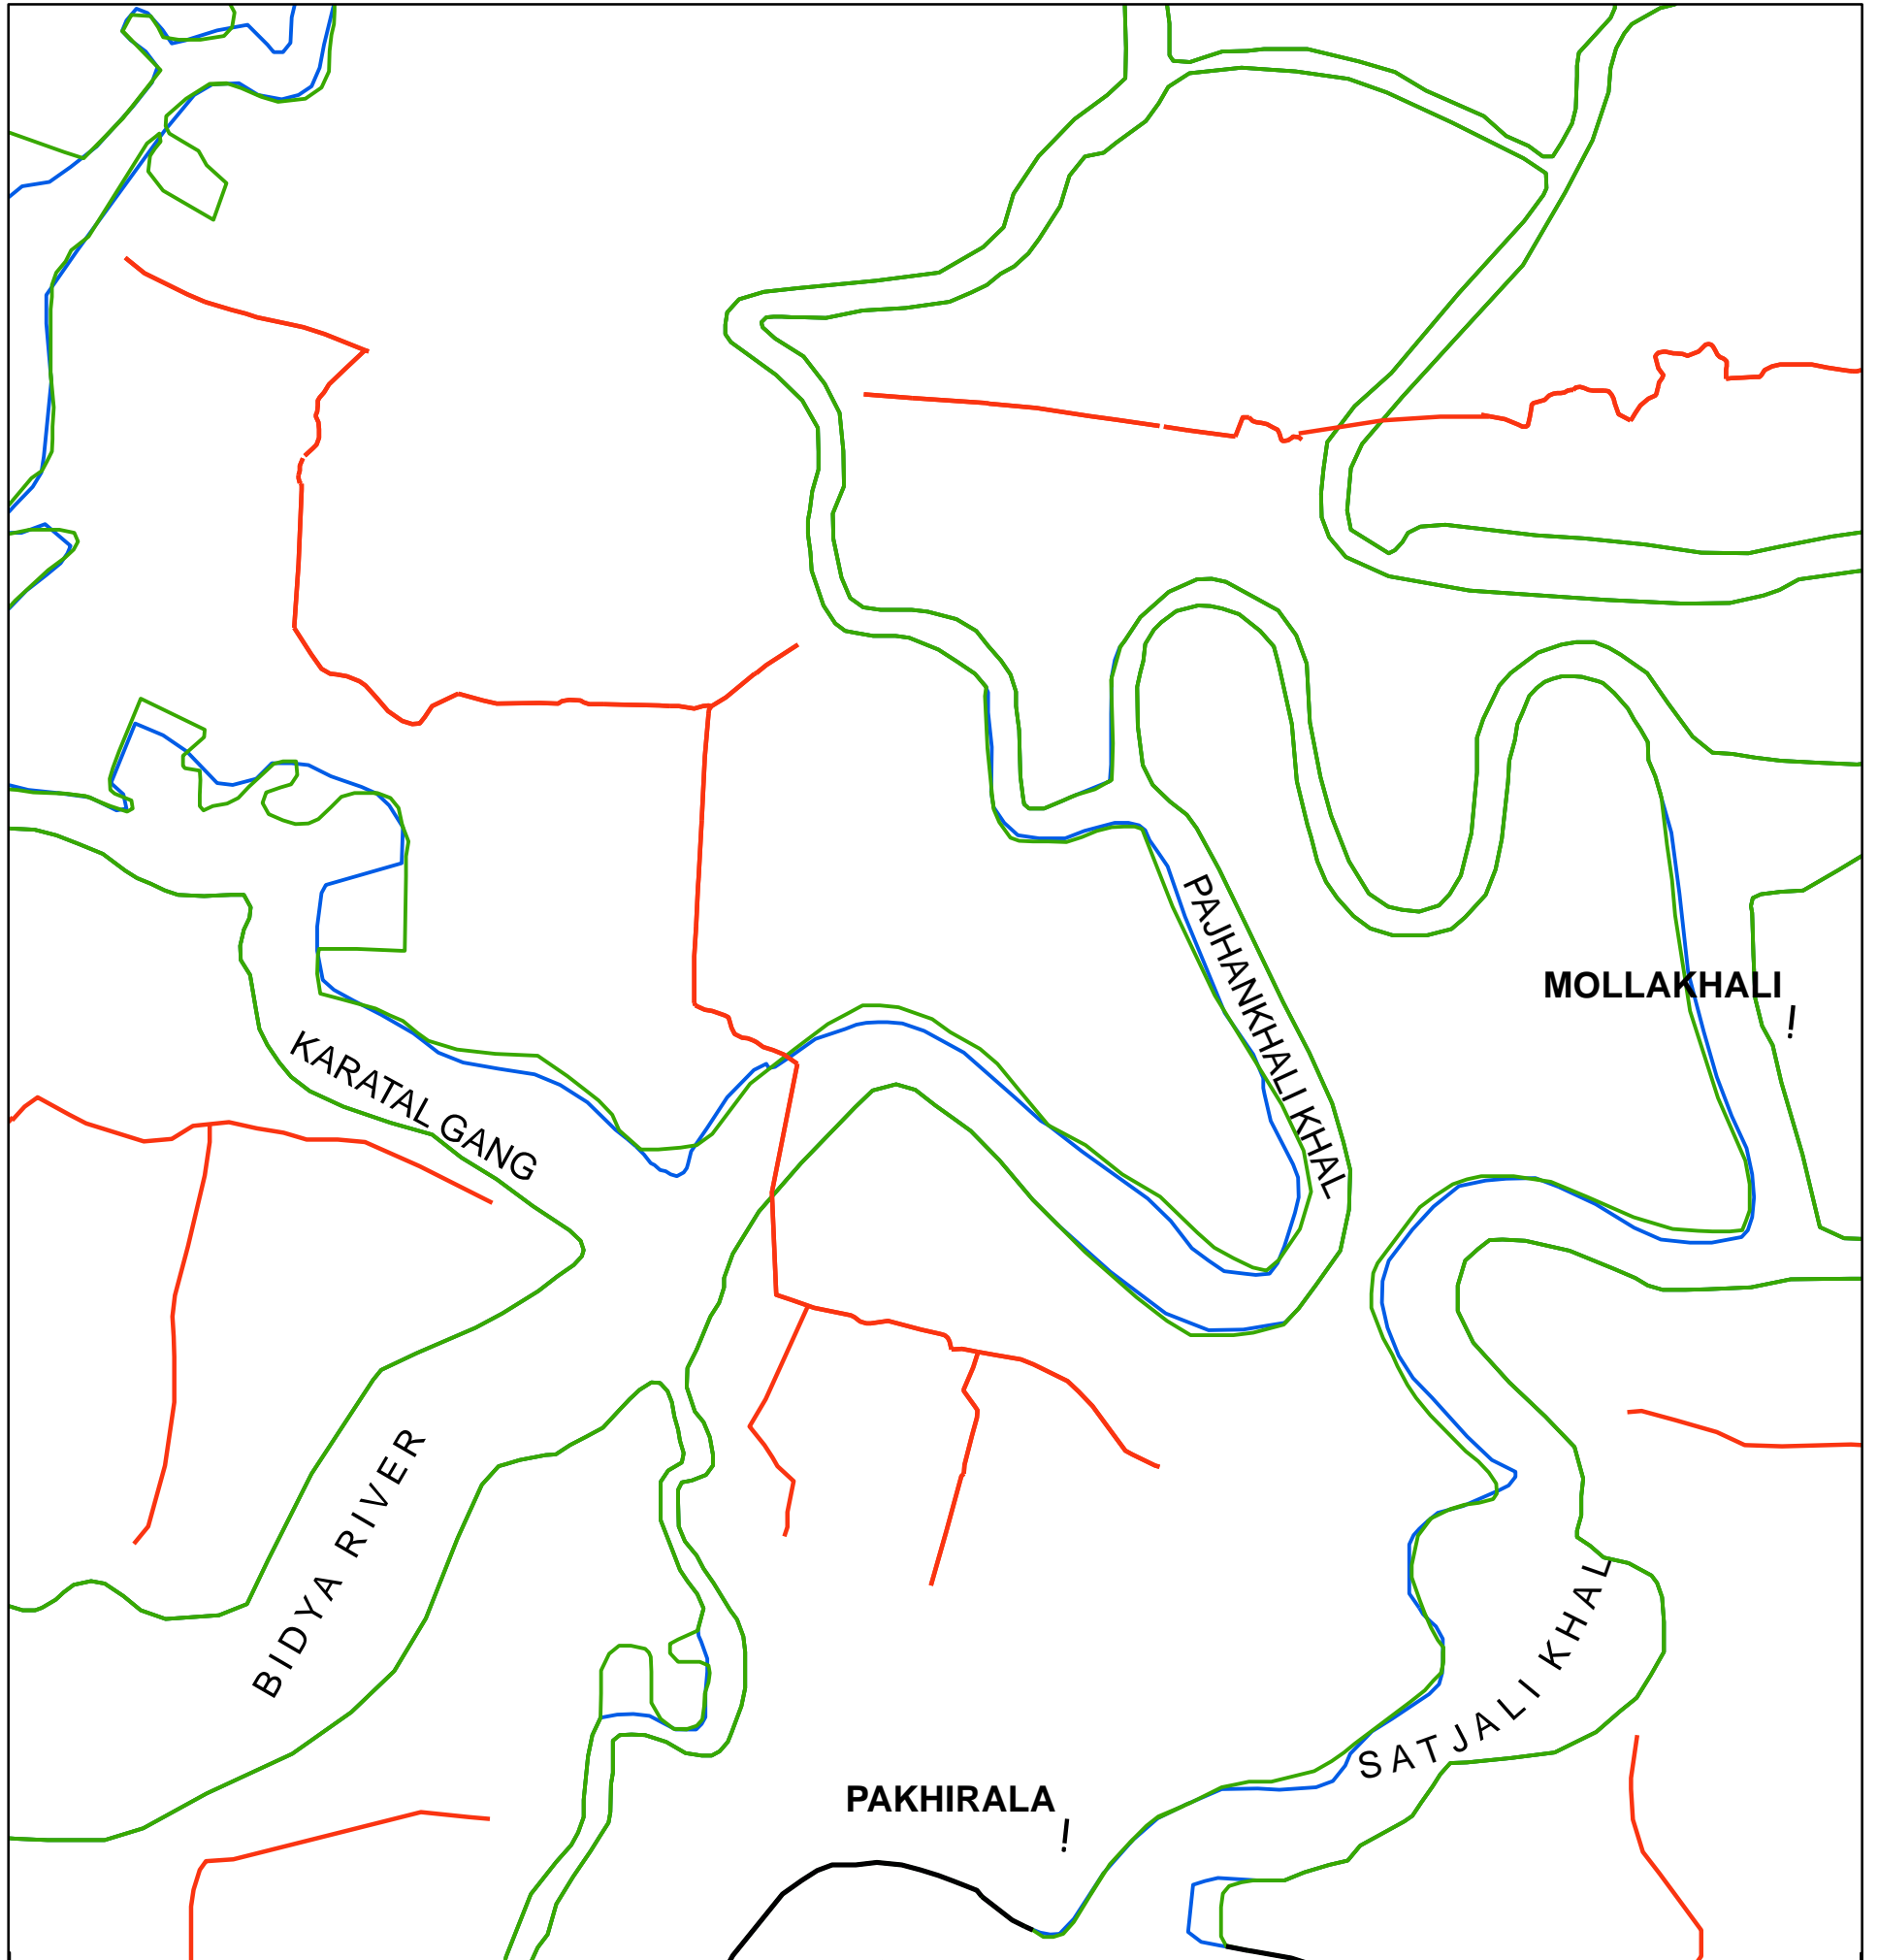 PAJHANKHALI KHAL
MOLLAKHALI
!
KARATAL GANG
BIDYA RIVER
SATJALI KHAL
PAKHIRALA
!